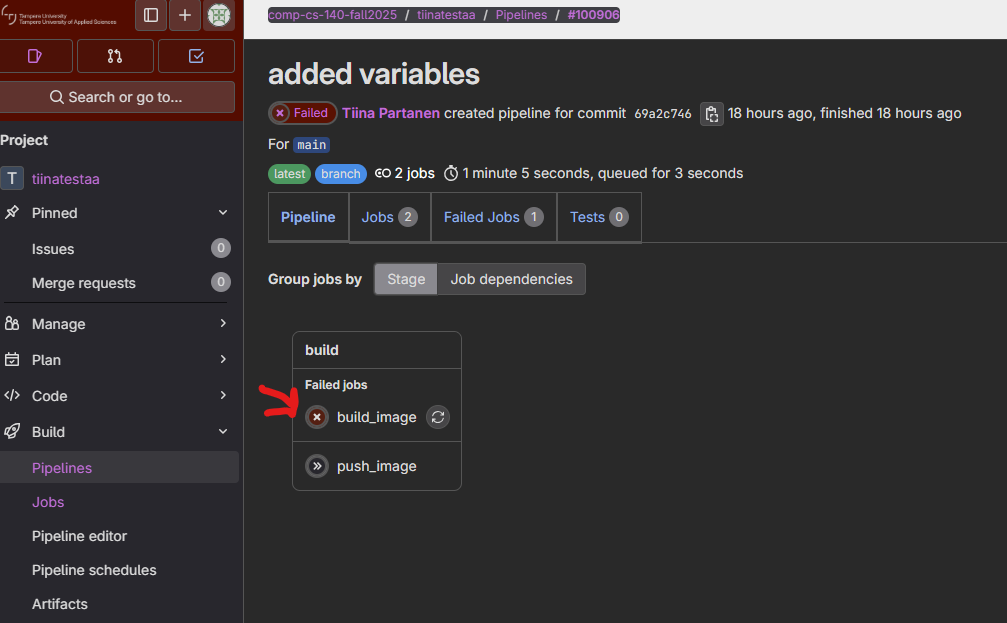 Tampere University
Tampere University of Applied Sciences
comp-cs-140-fall2025 / tiinatestaa / Pipelines / #100906
Search or go to...
Project
T tiinatestaa
Pinned
Issues 0
Merge requests 0
Manage
Plan
Code
Build
Pipelines
Jobs
Pipeline editor
Pipeline schedules
Artifacts
added variables
Failed Tiina Partanen created pipeline for commit 69a2c746 18 hours ago, finished 18 hours ago
For main
latest branch 2 jobs 1 minute 5 seconds, queued for 3 seconds
Pipeline Jobs 2 Failed Jobs 1 Tests 0
Group jobs by Stage Job dependencies
build
Failed jobs
build_image
push_image